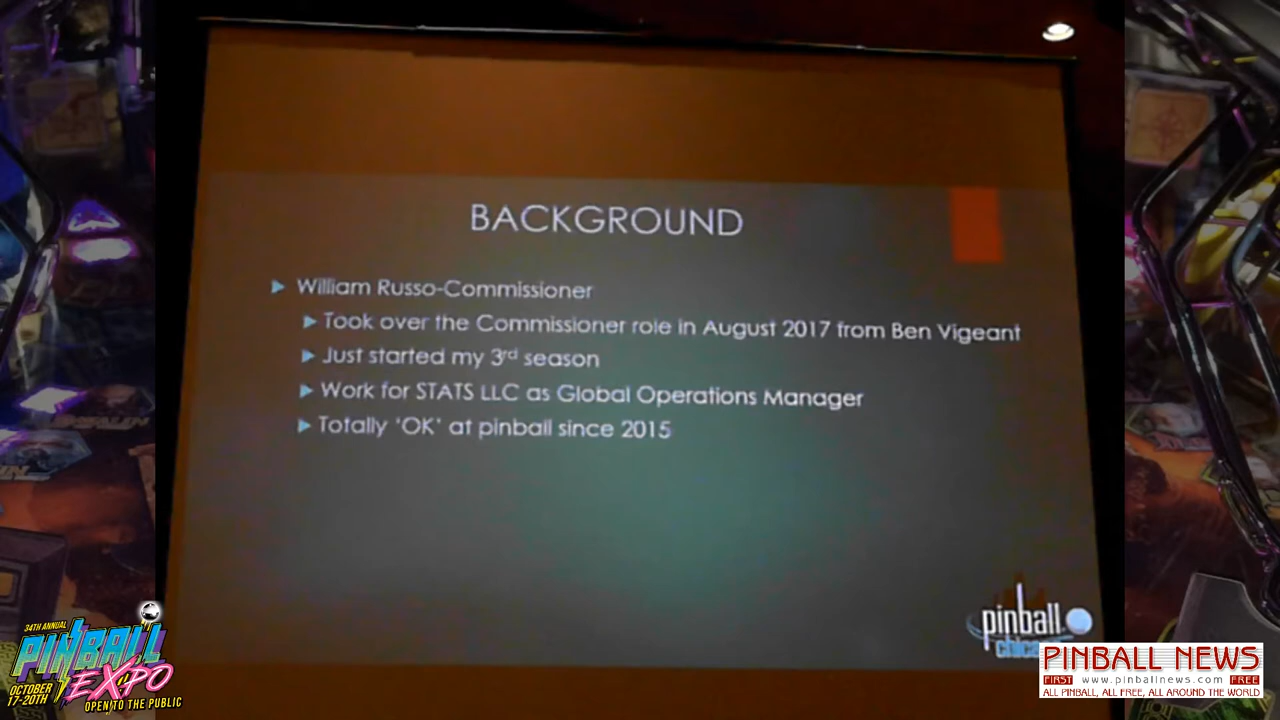 BACKGROUND
William Russo-Commissioner
Took over the Commissioner role in August 2017 from Ben Vigeant
Just started my 3rd season
Work for STATS LLC as Global Operations Manager
Totally 'OK' at pinball since 2015
pinball
chicago
34TH ANNUAL
PINBALL
EXPO
OCTOBER
17-20TH
OPEN TO THE PUBLIC
PINBALL NEWS
FIRST www.pinballnews.com FREE
ALL PINBALL, ALL FREE, ALL AROUND THE WORLD